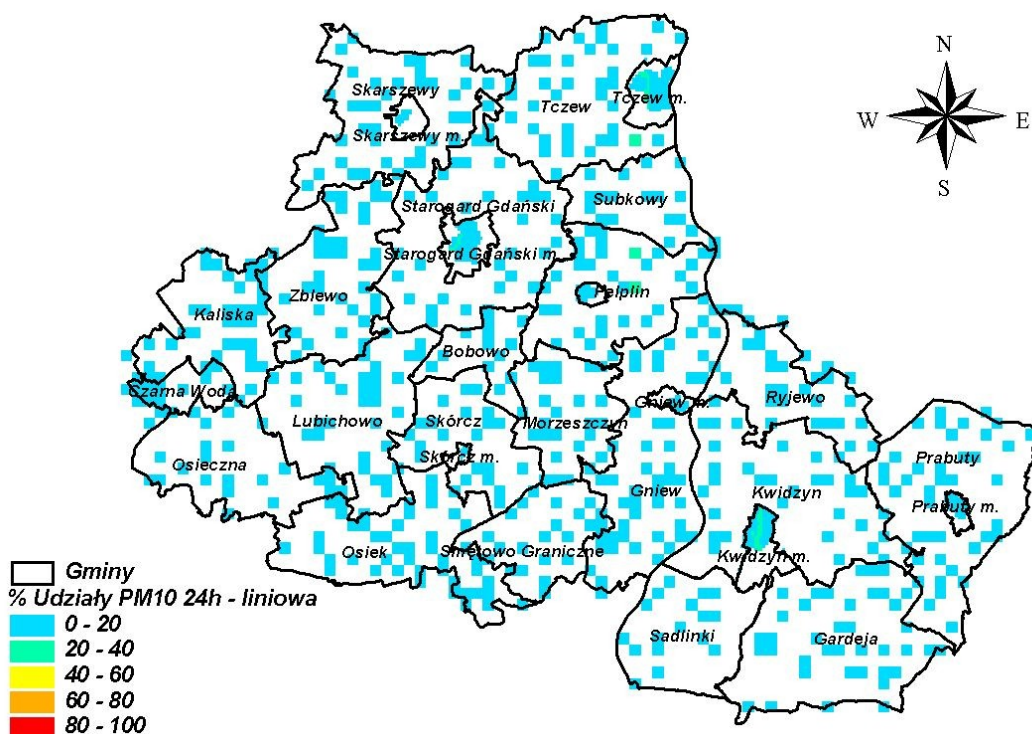 N
W
E
S
Skarszewy
Skarszewy m.
Tczew
Tczew m.
Starogard Gdański
Starogard Gdański m.
Subkowy
Zblewo
Pelplin
Kaliska
Bobowo
Czarna Woda
Lubichowo
Skórcz
Skórcz m.
Morzeszczyn
Gniew m.
Ryjewo
Osieczna
Gniew
Kwidzyn
Kwidzyn m.
Prabuty
Prabuty m.
Osiek
Smętowo Graniczne
Sadlinki
Gardeja
Gminy
% Udziały PM10 24h - liniowa
0 - 20
20 - 40
40 - 60
60 - 80
80 - 100